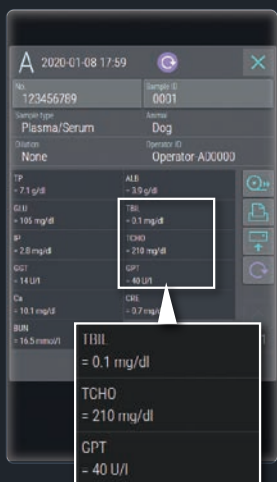 A 2020-01-08 17:59
No. Sample ID
123456789 0001
Sample type Animal
Plasma/Serum Dog
Dilution Operator ID
None Operator-A00000
TP ALB
= 7.1 g/dl = 3.9 g/dl
GLU TBIL
= 105 mg/dl = 0.1 mg/dl
IP TCHO
= 2.8 mg/dl = 210 mg/dl
GGT GPT
= 14 U/l = 40 U/l
Ca CRE
= 10.1 mg/dl = 0.7 mg/dl
BUN
= 16.5 mmol/l
TBIL
= 0.1 mg/dl
TCHO
= 210 mg/dl
GPT
= 40 U/l